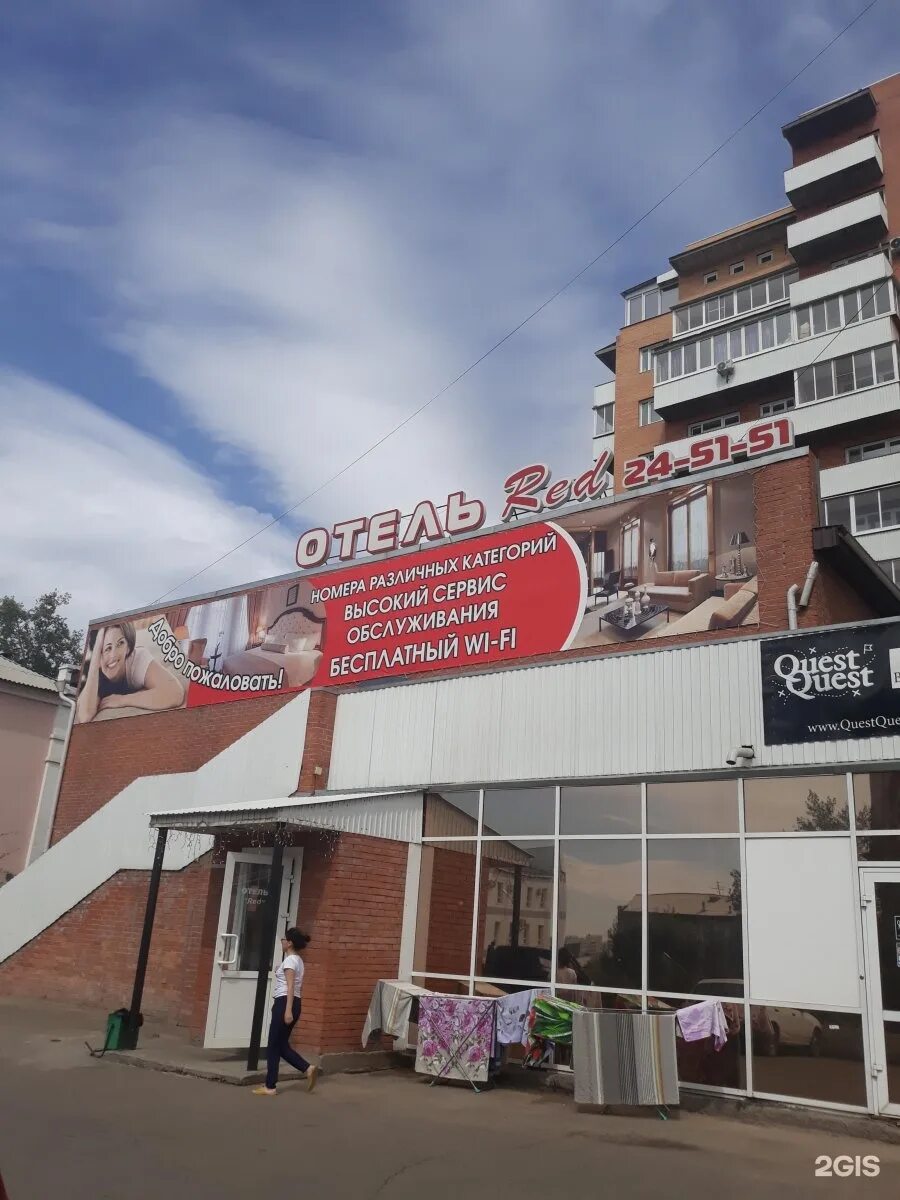 ОТЕЛЬ Red 24-51-51
НОМЕРА РАЗЛИЧНЫХ КАТЕГОРИЙ
ВЫСОКИЙ СЕРВИС
ОБСЛУЖИВАНИЯ
БЕСПЛАТНЫЙ WI-FI
Добро пожаловать!
Quest
Quest
www.QuestQue
ОТЕЛЬ
"Red"
2GIS